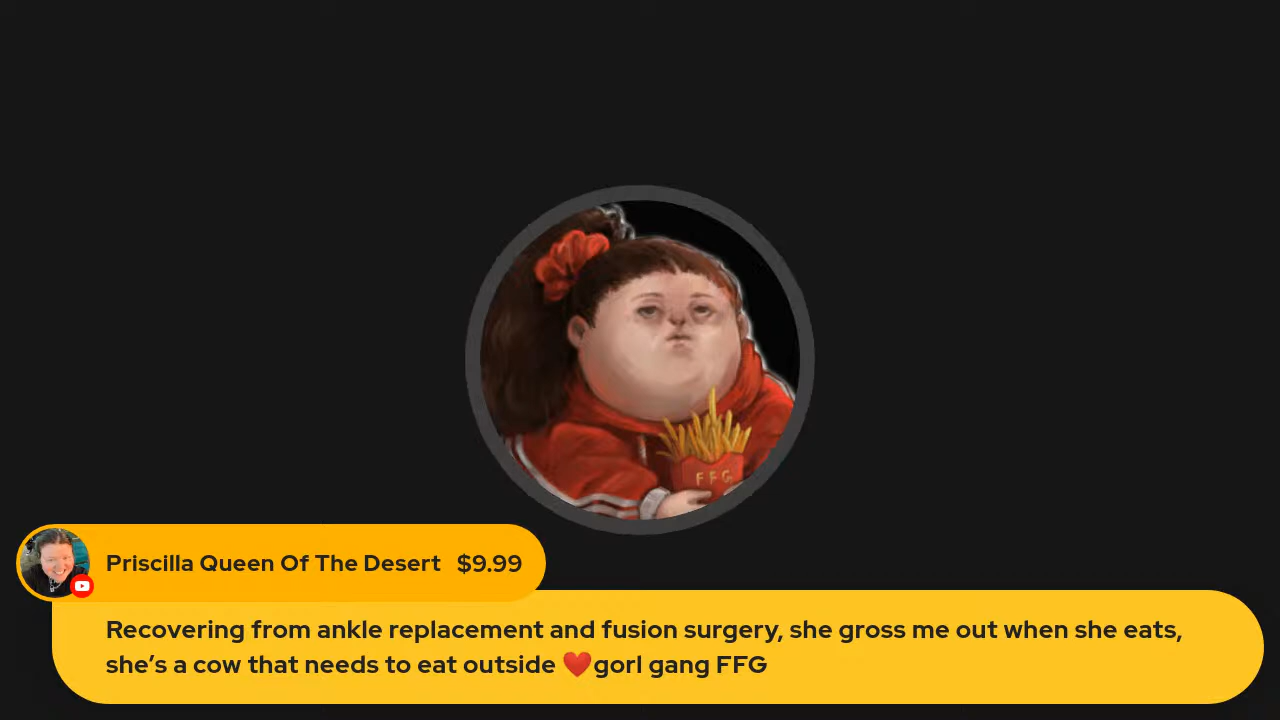 FFG
Priscilla Queen Of The Desert $9.99
Recovering from ankle replacement and fusion surgery, she gross me out when she eats,
she’s a cow that needs to eat outside ❤️gorl gang FFG